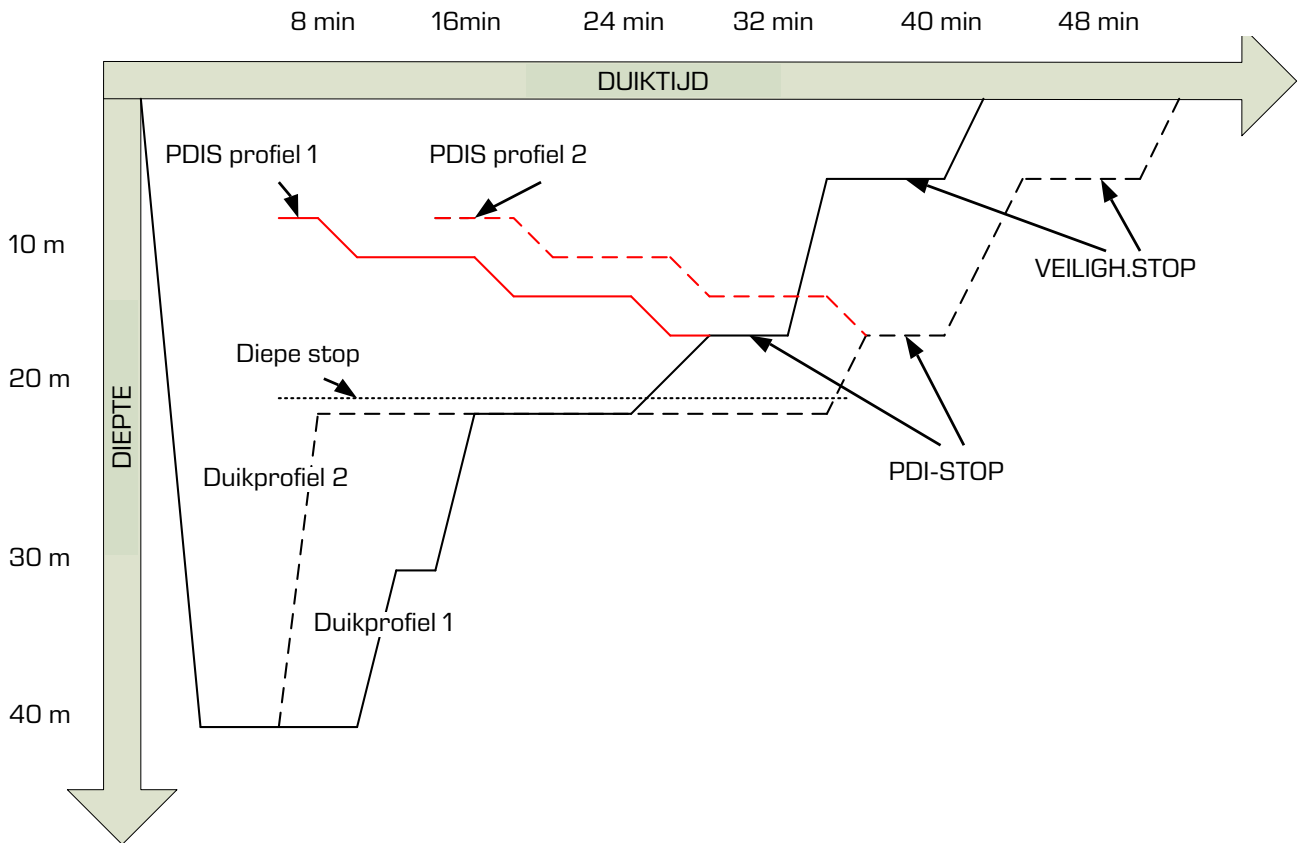 8 min
16min
24 min
32 min
40 min
48 min
DUIKTIJD
PDIS profiel 1
PDIS profiel 2
10 m
VEILIGH.STOP
Diepe stop
20 m
DIEPTE
PDI-STOP
Duikprofiel 2
30 m
Duikprofiel 1
40 m